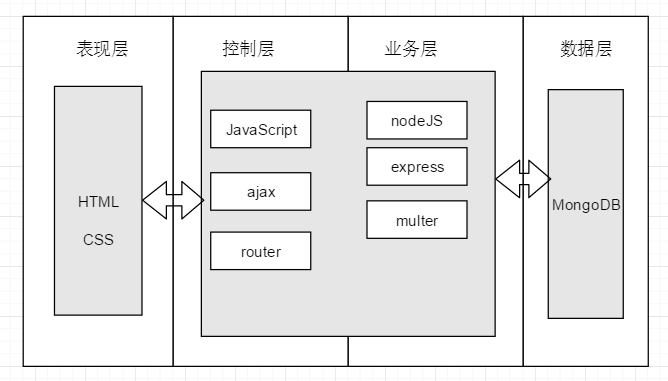 表现层
控制层
业务层
数据层
HTML
CSS
JavaScript
ajax
router
nodeJS
express
multer
MongoDB